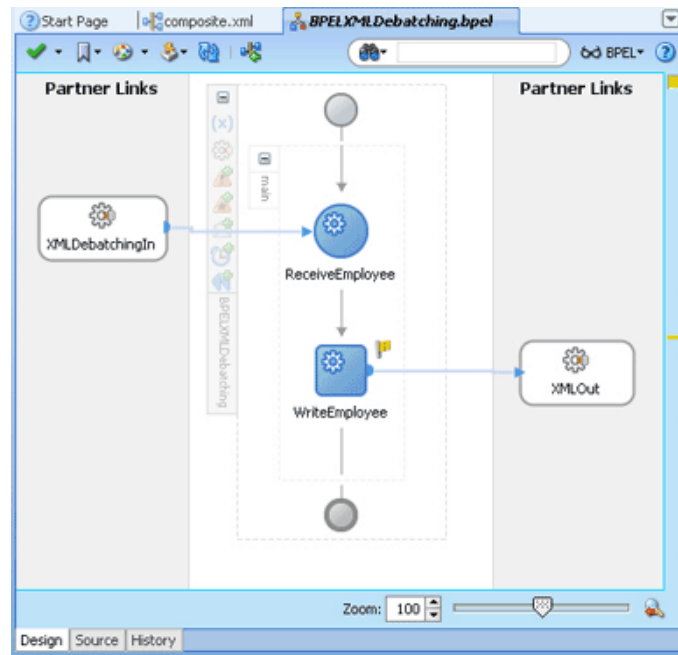 Start Page
composite.xml
BPELXMLDebatching.bpel
BPEL
Partner Links
Partner Links
(x)
main
XMLDebatchingIn
ReceiveEmployee
BPELXMLDebatching
XMLOut
WriteEmployee
Zoom: 100
Design Source History